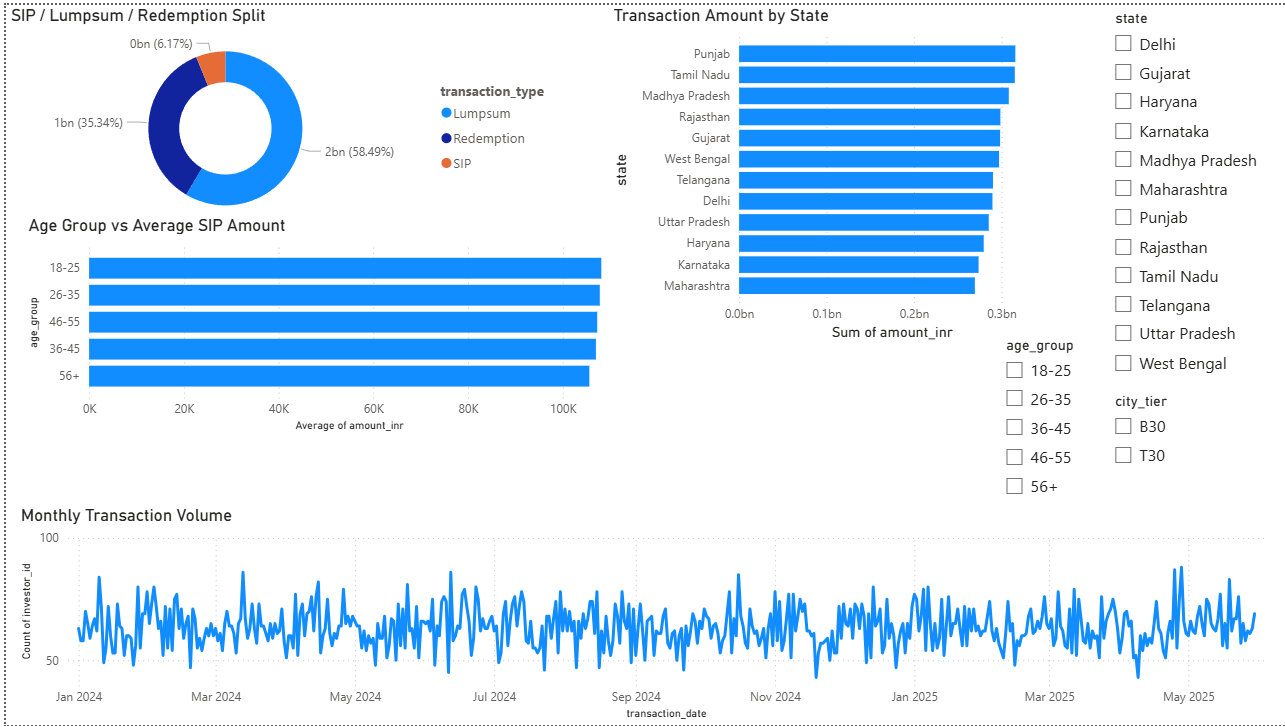 SIP / Lumpsum / Redemption Split
0bn (6.17%)
1bn (35.34%)
2bn (58.49%)
transaction_type
Lumpsum
Redemption
SIP
Transaction Amount by State
state
Punjab
Tamil Nadu
Madhya Pradesh
Rajasthan
Gujarat
West Bengal
Telangana
Delhi
Uttar Pradesh
Haryana
Karnataka
Maharashtra
0.0bn 0.1bn 0.2bn 0.3bn
Sum of amount_inr
state
Delhi
Gujarat
Haryana
Karnataka
Madhya Pradesh
Maharashtra
Punjab
Rajasthan
Tamil Nadu
Telangana
Uttar Pradesh
West Bengal
Age Group vs Average SIP Amount
age_group
18-25
26-35
46-55
36-45
56+
0K 20K 40K 60K 80K 100K
Average of amount_inr
age_group
18-25
26-35
36-45
46-55
56+
city_tier
B30
T30
Monthly Transaction Volume
Count of investor_id
100
50
Jan 2024 Mar 2024 May 2024 Jul 2024 Sep 2024 Nov 2024 Jan 2025 Mar 2025 May 2025
transaction_date